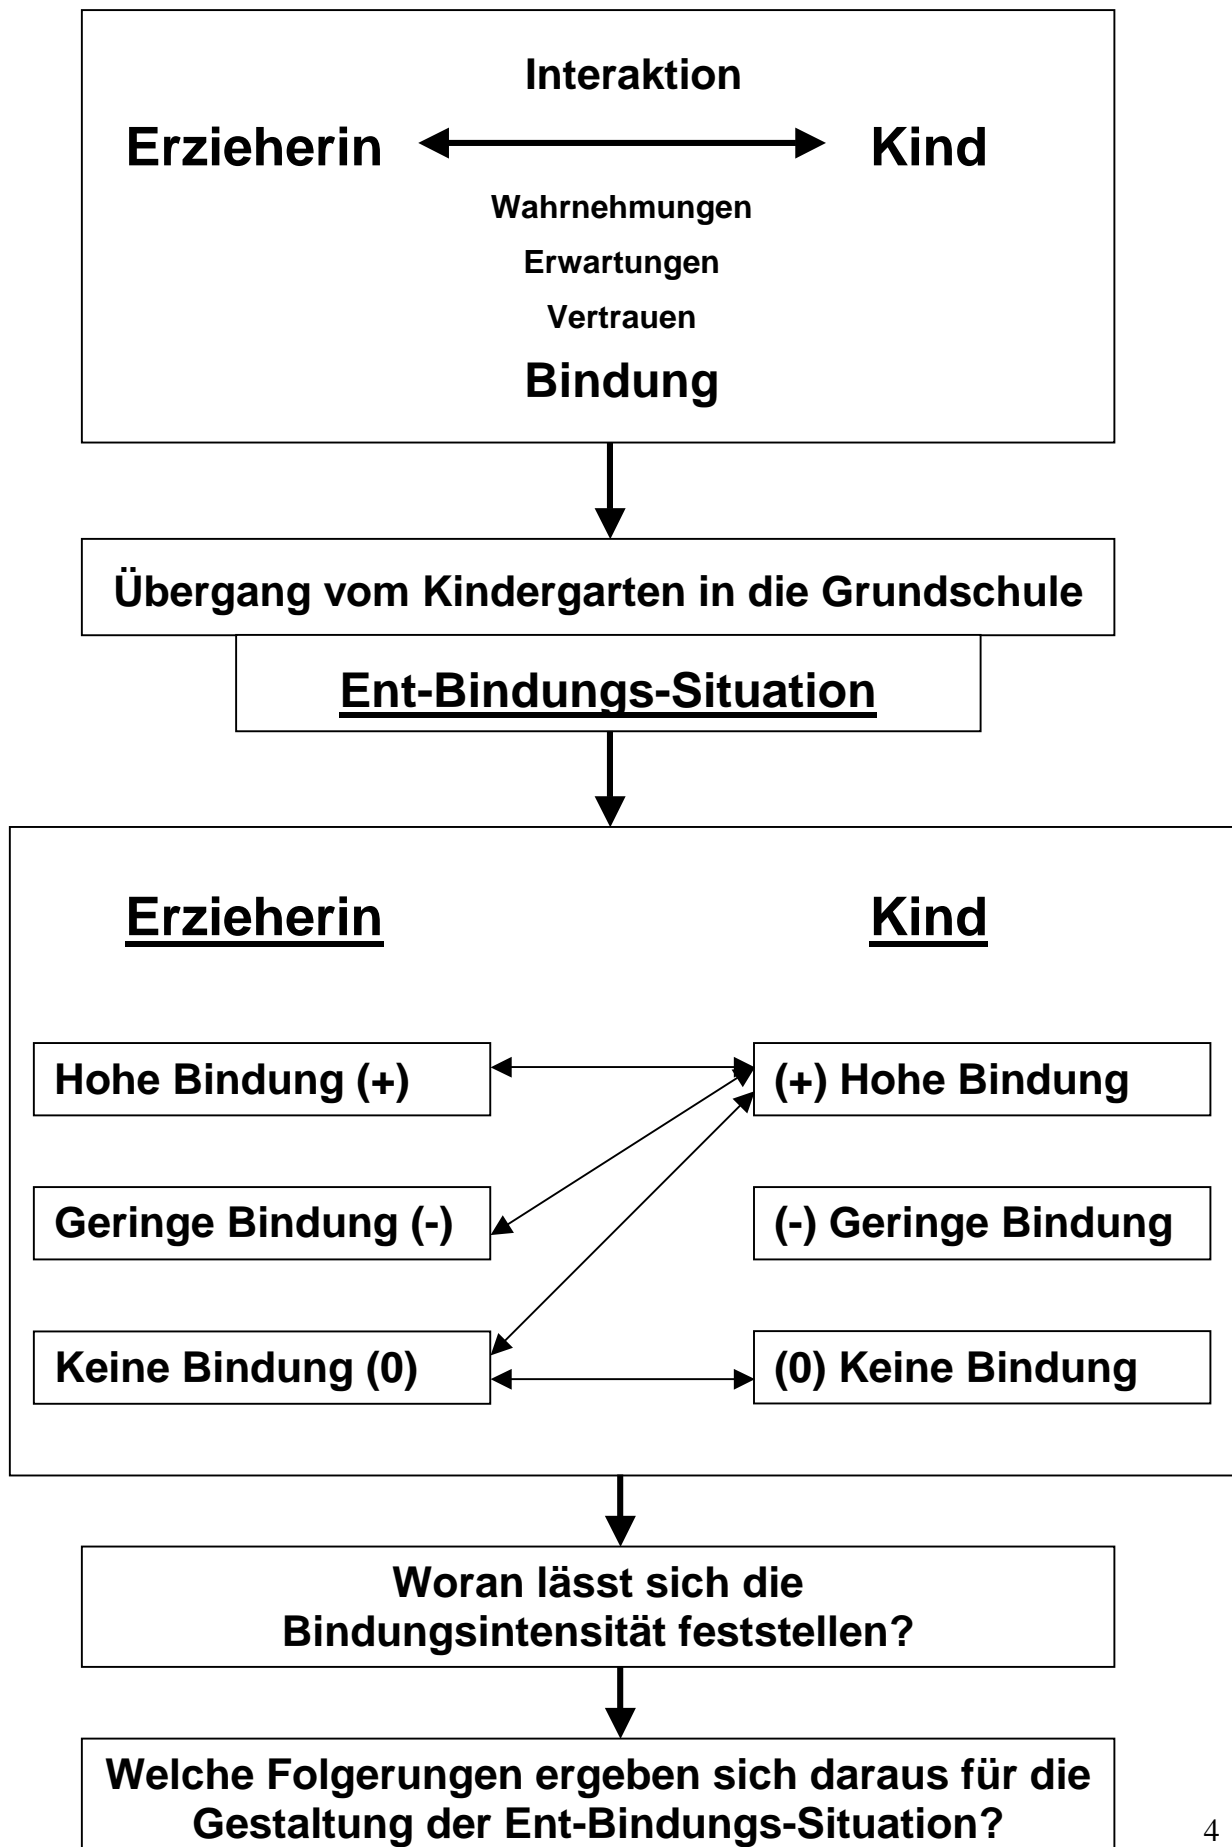 Interaktion
Erzieherin Kind
Wahrnehmungen
Erwartungen
Vertrauen
Bindung
Übergang vom Kindergarten in die Grundschule
Ent-Bindungs-Situation
Erzieherin Kind
Hohe Bindung (+) (+) Hohe Bindung
Geringe Bindung (-) (-) Geringe Bindung
Keine Bindung (0) (0) Keine Bindung
Woran lässt sich die
Bindungsintensität feststellen?
Welche Folgerungen ergeben sich daraus für die
Gestaltung der Ent-Bindungs-Situation?
4